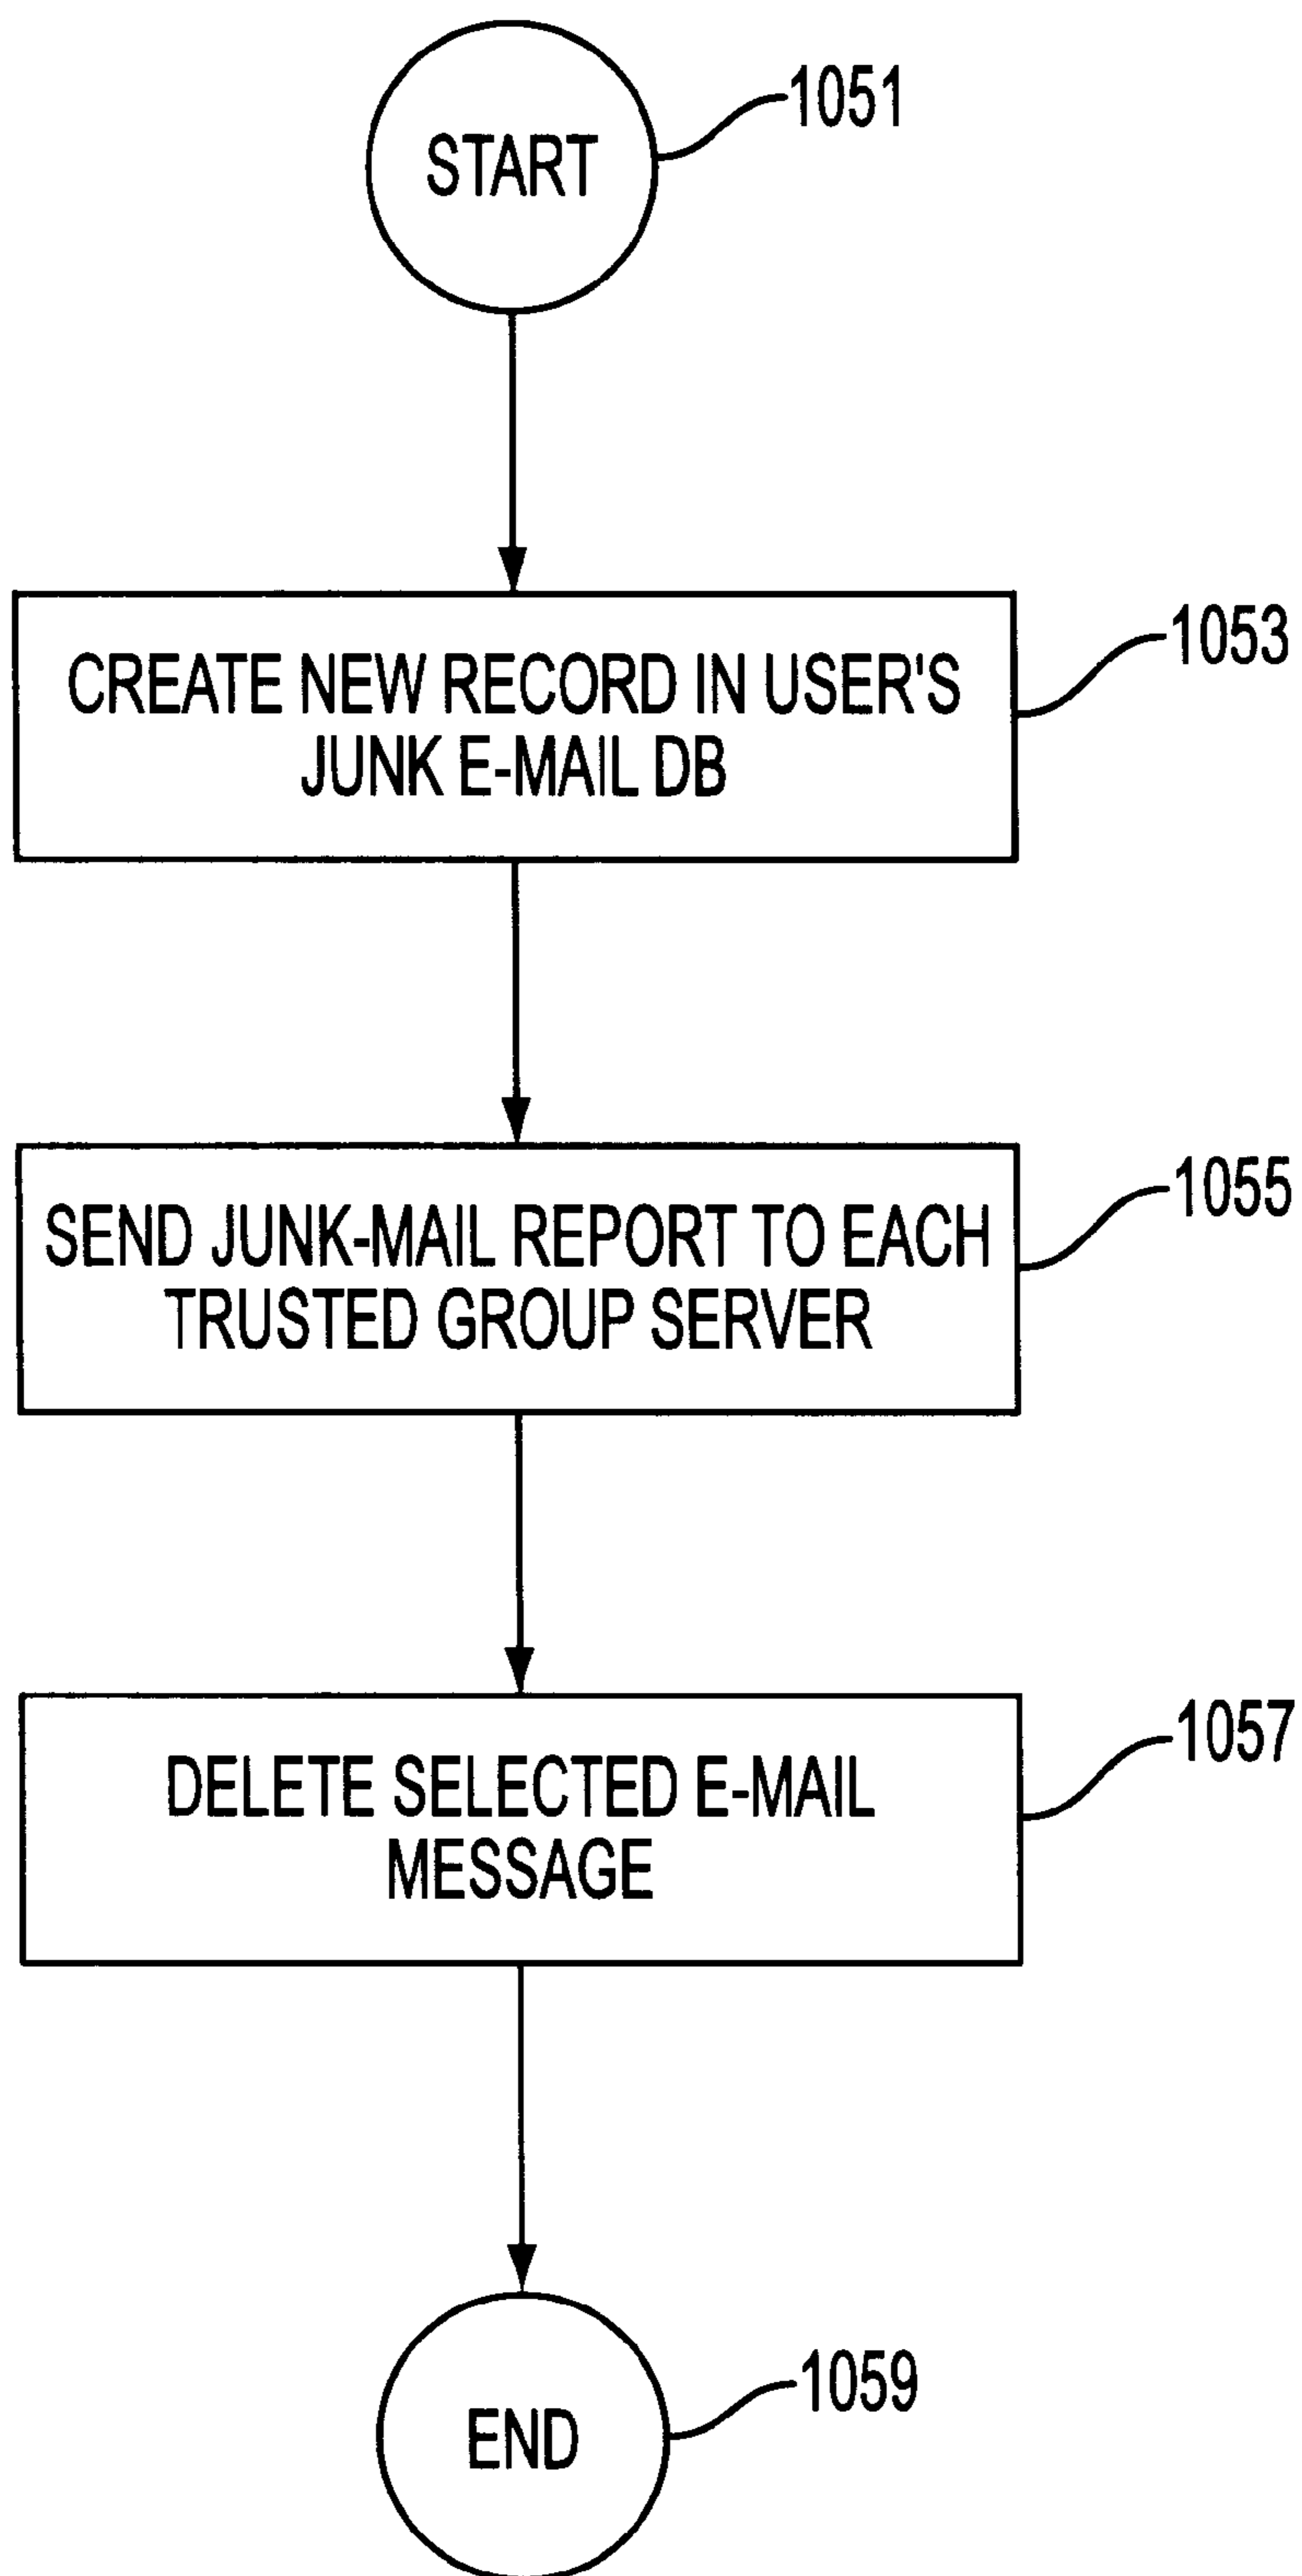 START
1051
CREATE NEW RECORD IN USER'S
JUNK E-MAIL DB
1053
SEND JUNK-MAIL REPORT TO EACH
TRUSTED GROUP SERVER
1055
DELETE SELECTED E-MAIL
MESSAGE
1057
END
1059